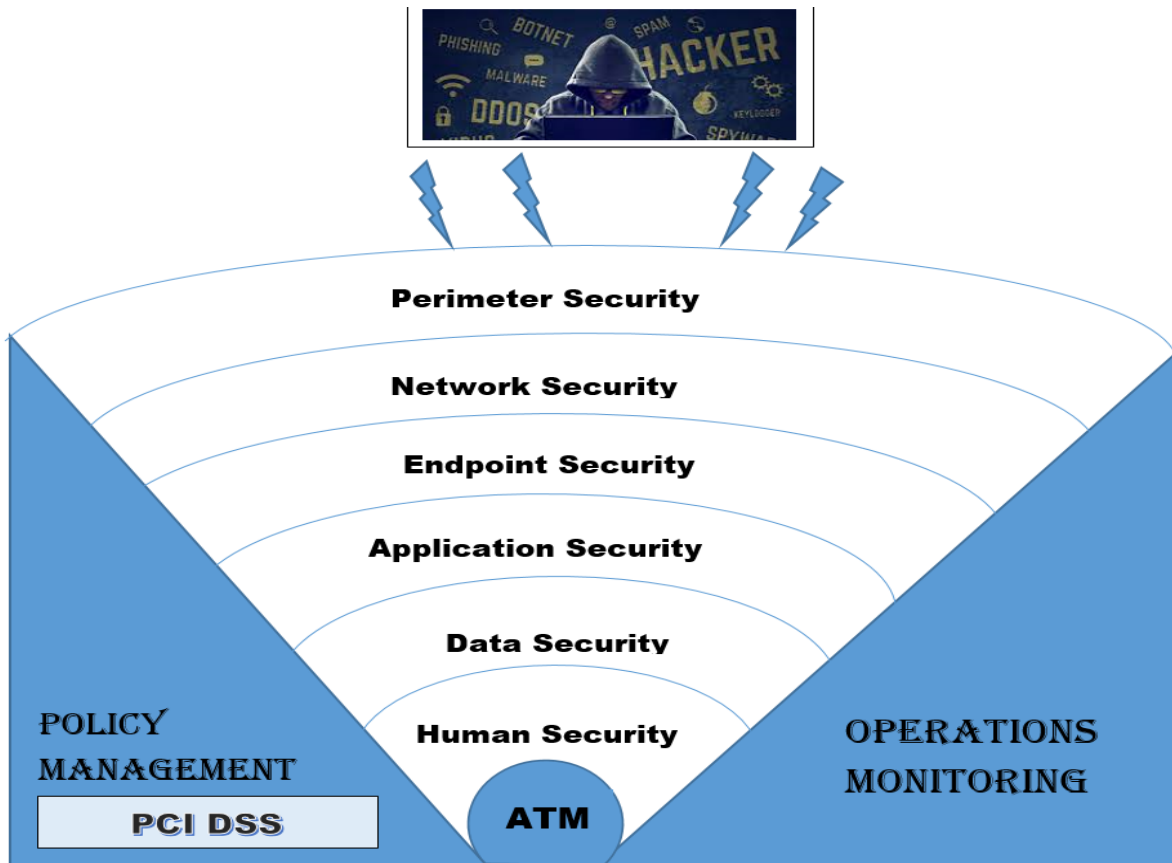 @ SPAM
BOTNET
PHISHING
HACKER
MALWARE
DDOS
KEYLOGGER
SPYWAR
Perimeter Security
Network Security
Endpoint Security
Application Security
Data Security
Human Security
POLICY
MANAGEMENT
PCI DSS
ATM
OPERATIONS
MONITORING